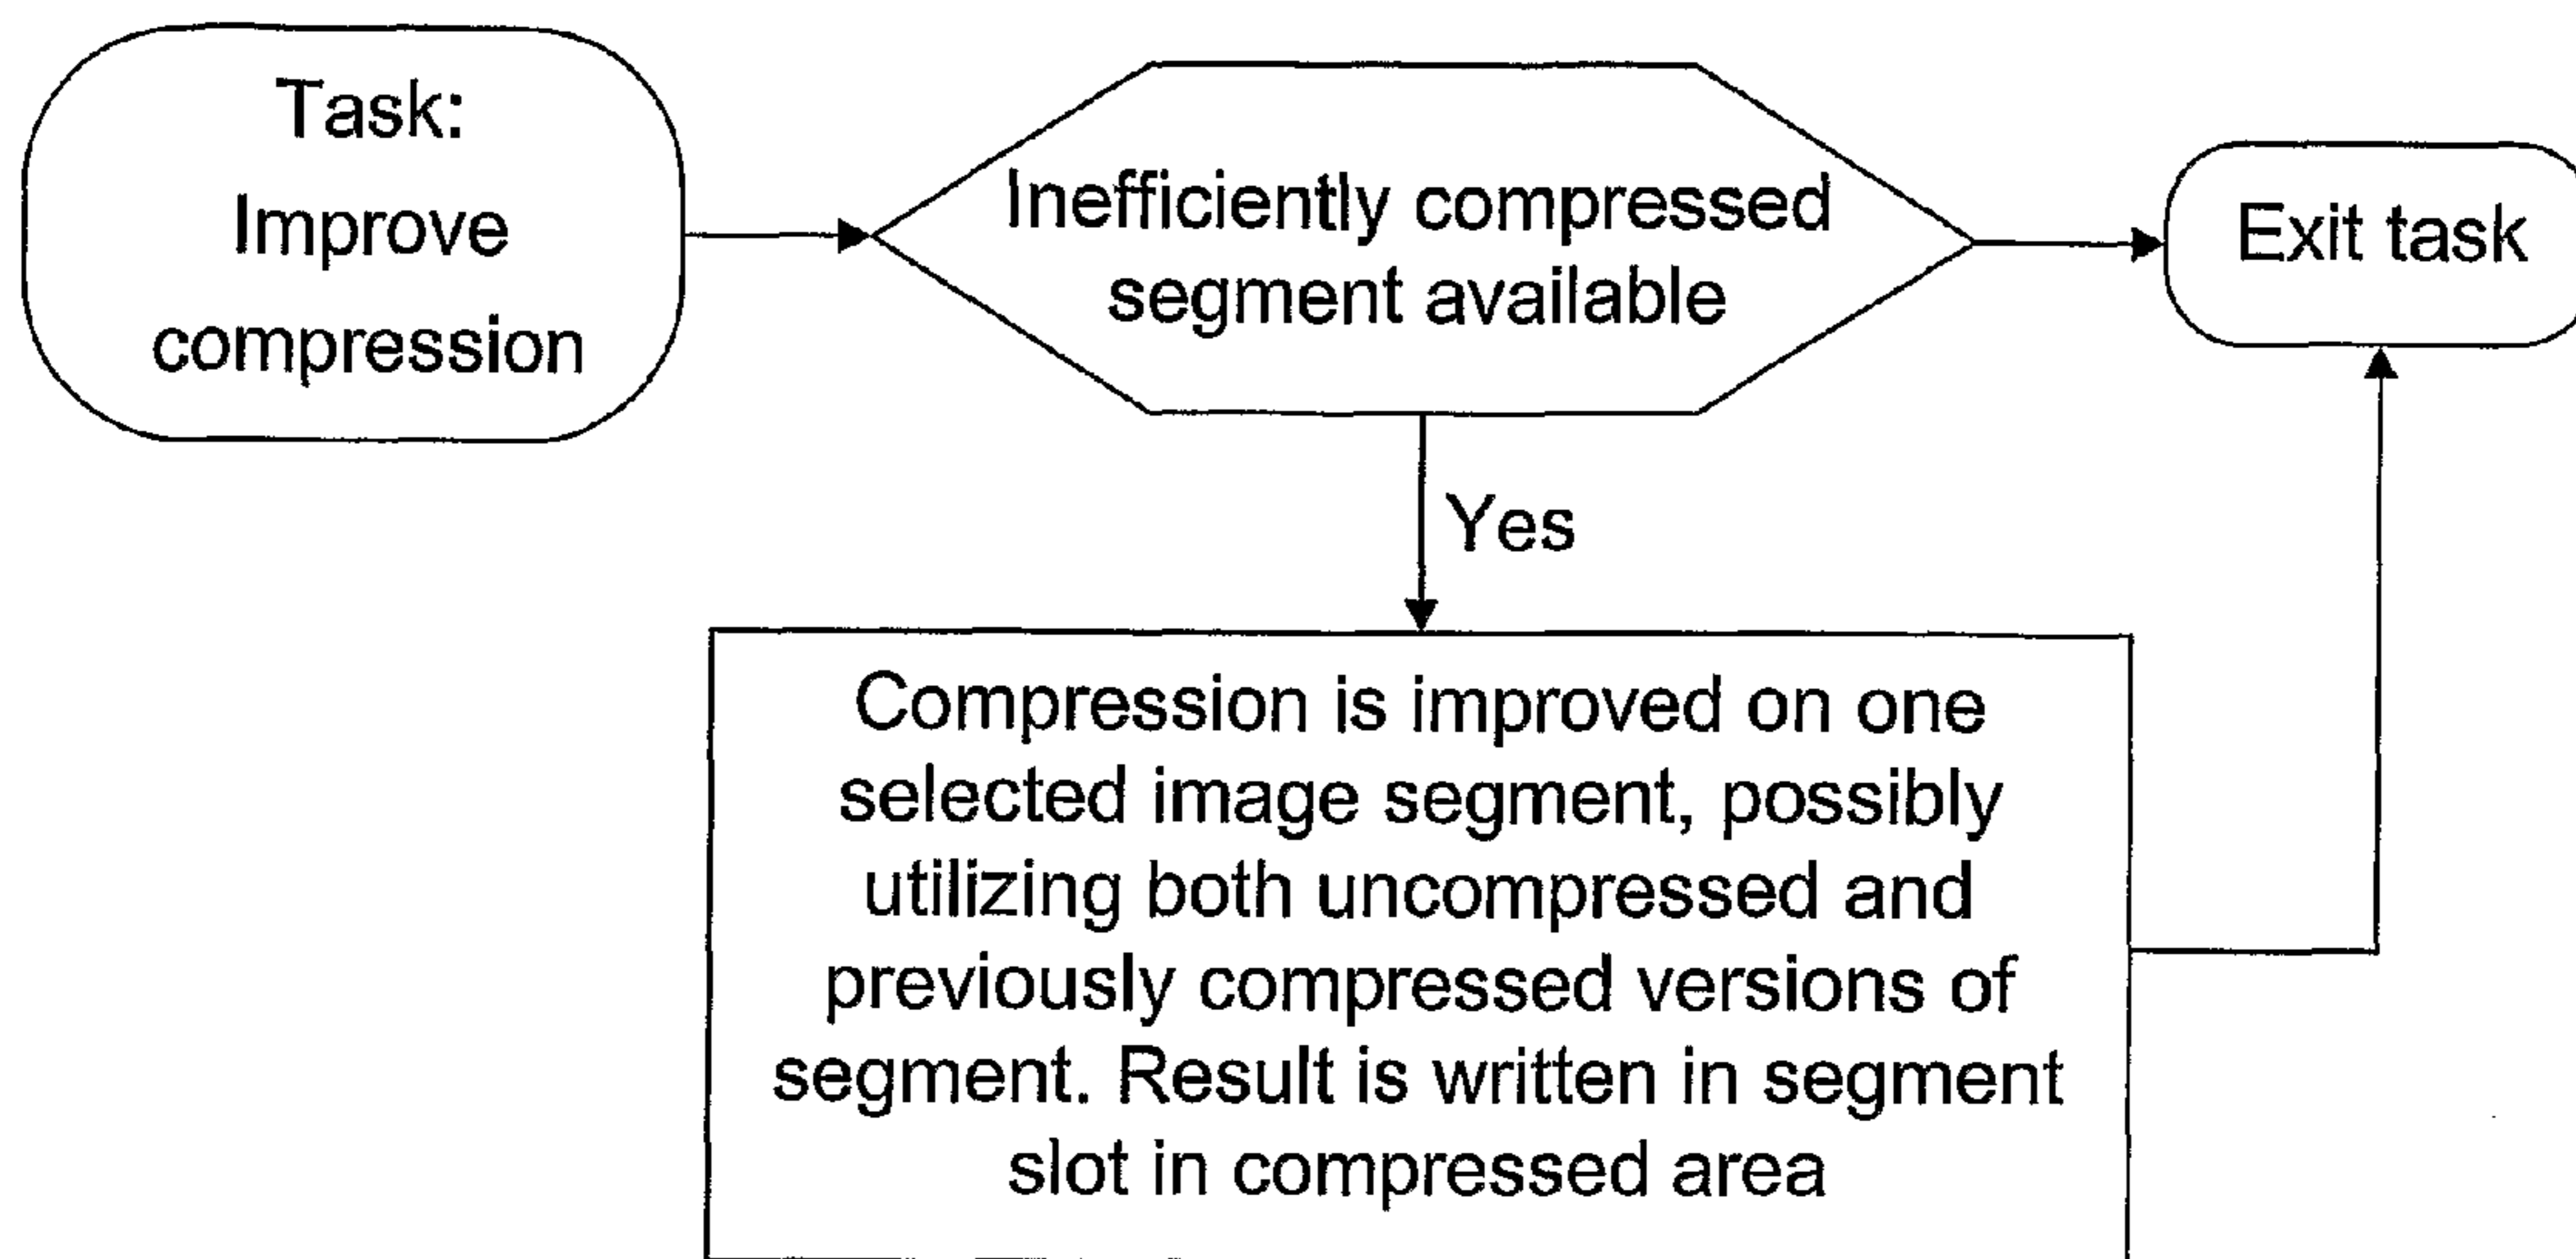 Task:
Improve
compression
Inefficiently compressed
segment available
Exit task
Yes
Compression is improved on one
selected image segment, possibly
utilizing both uncompressed and
previously compressed versions of
segment. Result is written in segment
slot in compressed area